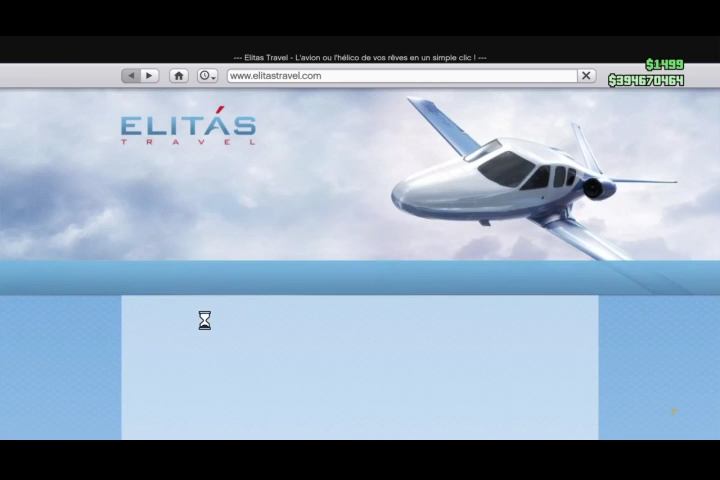 --- Elitas Travel - L'avion ou l'hélico de vos rêves en un simple clic ! ---
$1499
www.elitastravel.com
$394670464
ELITÁS
TRAVEL